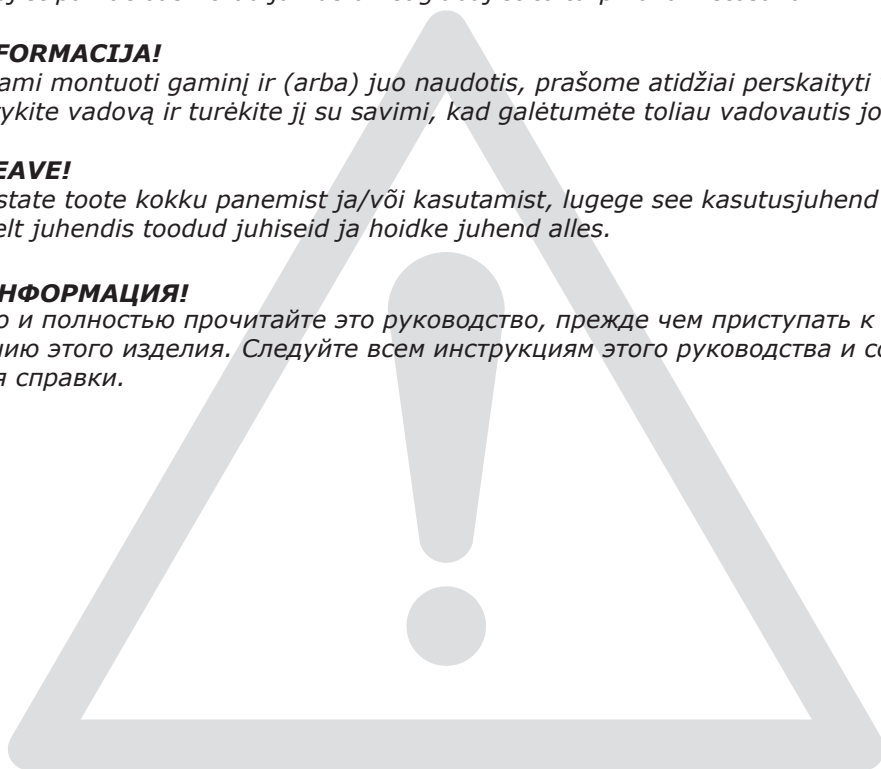 FORMACIJA!
ami montuoti gaminį ir (arba) juo naudotis, prašome atidžiai perskaityti
ykite vadovą ir turėkite jį su savimi, kad galėtumėte toliau vadovautis jo
EAVE!
state toote kokku panemist ja/või kasutamist, lugege see kasutusjuhend
elt juhendis toodud juhiseid ja hoidke juhend alles.
НФОРМАЦИЯ!
о и полностью прочитайте это руководство, прежде чем приступать к
нию этого изделия. Следуйте всем инструкциям этого руководства и со
я справки.